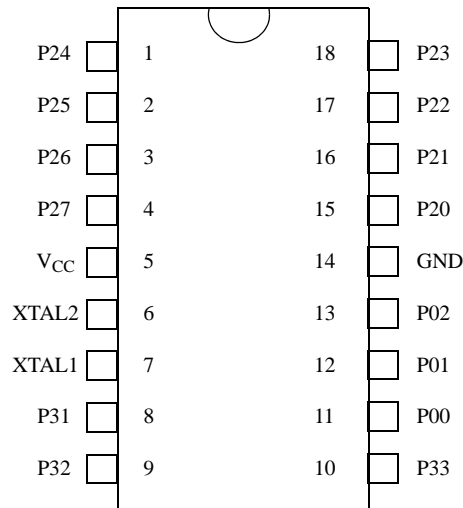 P24 1 18 P23
P25 2 17 P22
P26 3 16 P21
P27 4 15 P20
VCC 5 14 GND
XTAL2 6 13 P02
XTAL1 7 12 P01
P31 8 11 P00
P32 9 10 P33